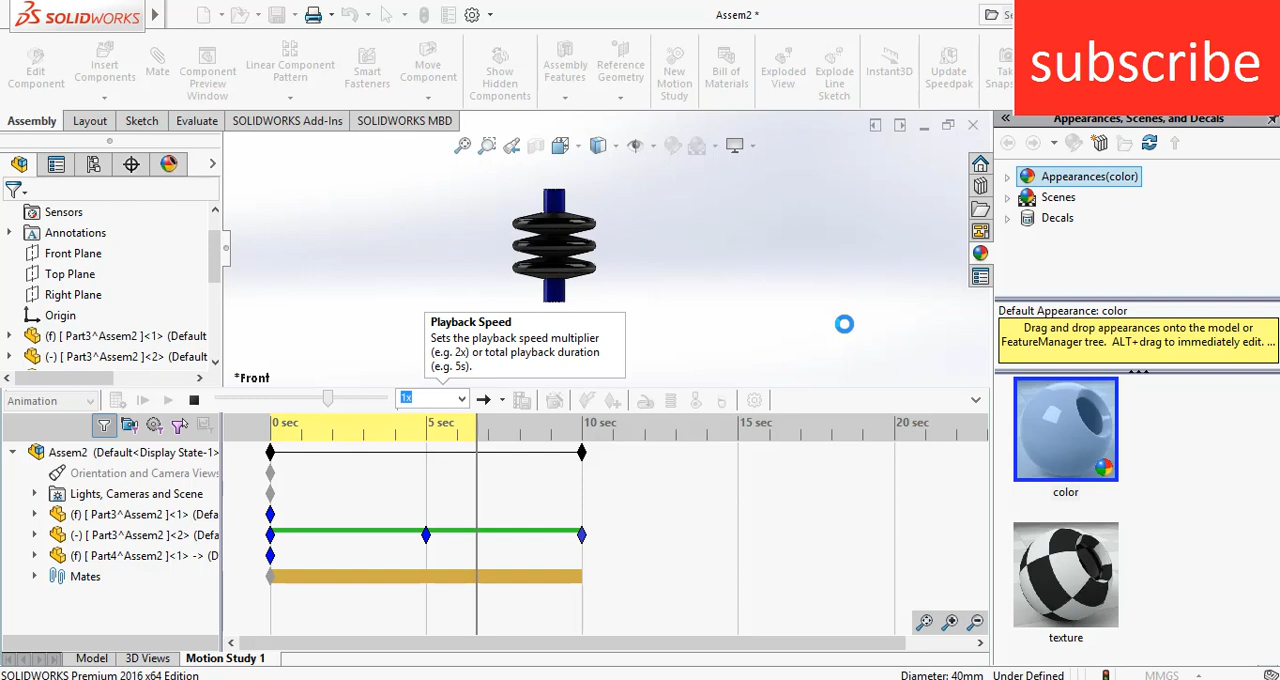 SOLIDWORKS
Assem2 *
subscribe
Edit Component
Insert Components
Mate
Component Preview Window
Linear Component Pattern
Smart Fasteners
Move Component
Show Hidden Components
Assembly Features
Reference Geometry
New Motion Study
Bill of Materials
Exploded View
Explode Line Sketch
Instant3D
Update Speedpak
Assembly
Layout
Sketch
Evaluate
SOLIDWORKS Add-Ins
SOLIDWORKS MBD
Appearances, Scenes, and Decals
Appearances(color)
Scenes
Decals
Sensors
Annotations
Front Plane
Top Plane
Right Plane
Origin
(f) [ Part3^Assem2 ]<1> (Default
(-) [ Part3^Assem2 ]<2> (Default
Playback Speed
Sets the playback speed multiplier
(e.g. 2x) or total playback duration
(e.g. 5s).
*Front
Default Appearance: color
Drag and drop appearances onto the model or
FeatureManager tree. ALT+drag to immediately edit. ...
color
texture
Animation
1x
0 sec
5 sec
10 sec
15 sec
20 sec
Assem2 (Default<Display State-1>
Orientation and Camera Views
Lights, Cameras and Scene
(f) [ Part3^Assem2 ]<1> (Defa
(-) [ Part3^Assem2 ]<2> (Defa
(f) [ Part4^Assem2 ]<1> -> (D
Mates
Model
3D Views
Motion Study 1
SOLIDWORKS Premium 2016 x64 Edition
Diameter: 40mm
Under Defined
MMGS